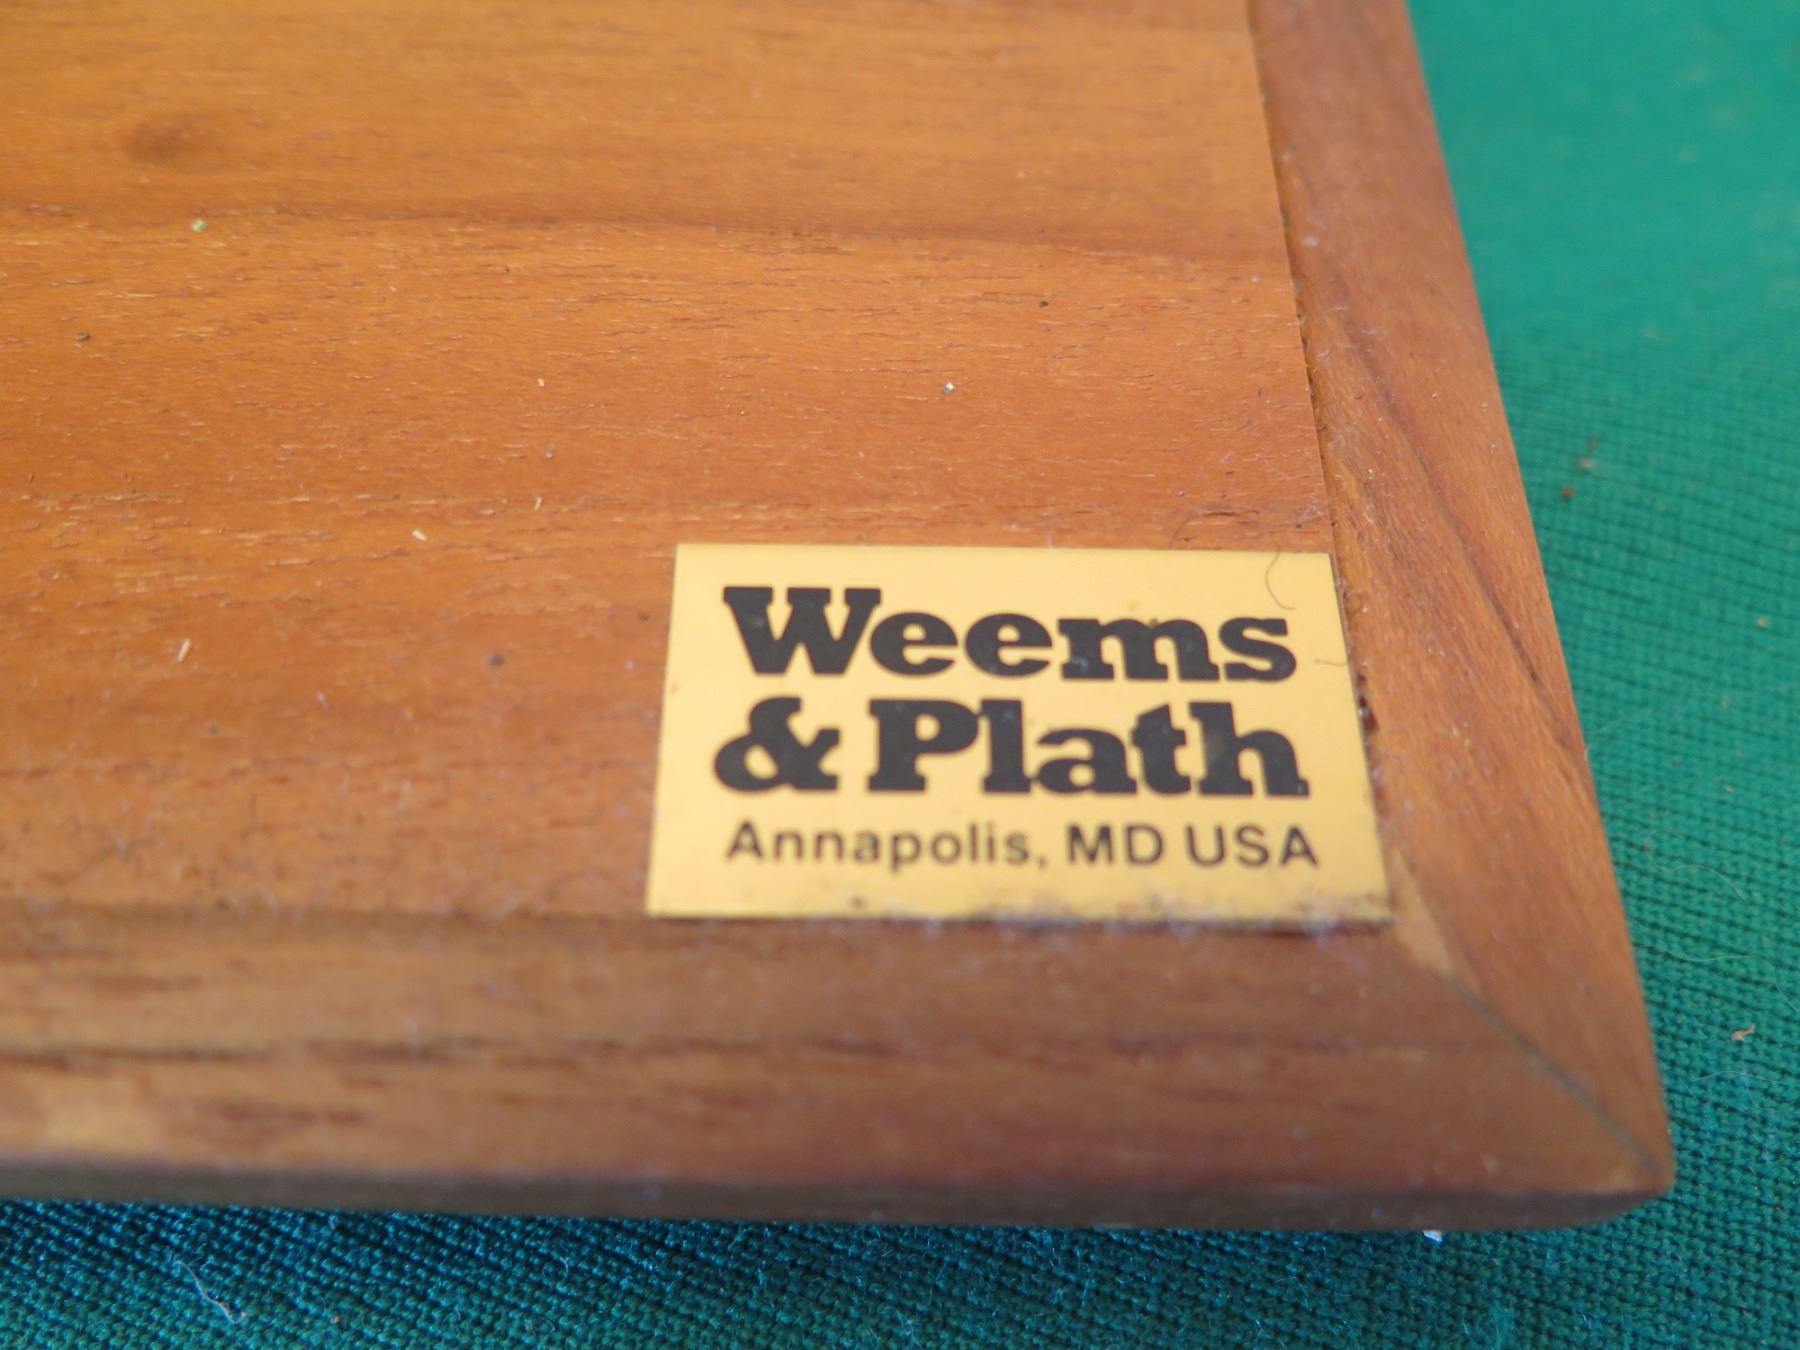 Weems
& Plath
Annapolis, MD USA